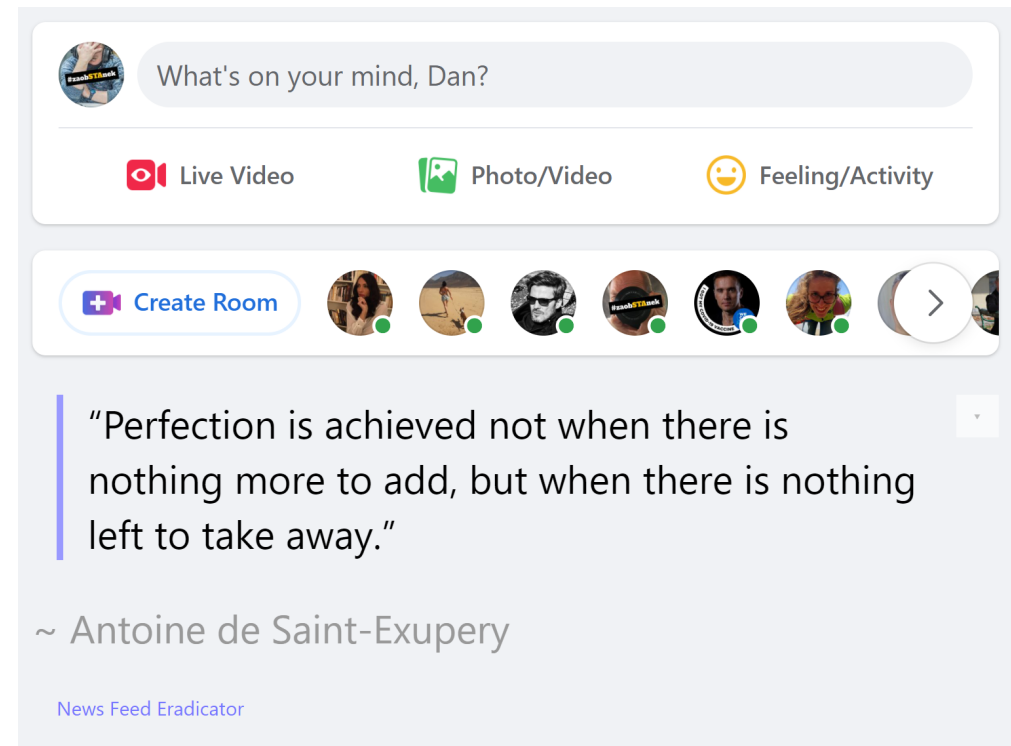 #zaobSTAnek
What's on your mind, Dan?
Live Video
Photo/Video
Feeling/Activity
Create Room
#zaobSTAnek
“Perfection is achieved not when there is
nothing more to add, but when there is nothing
left to take away.”
~ Antoine de Saint-Exupery
News Feed Eradicator